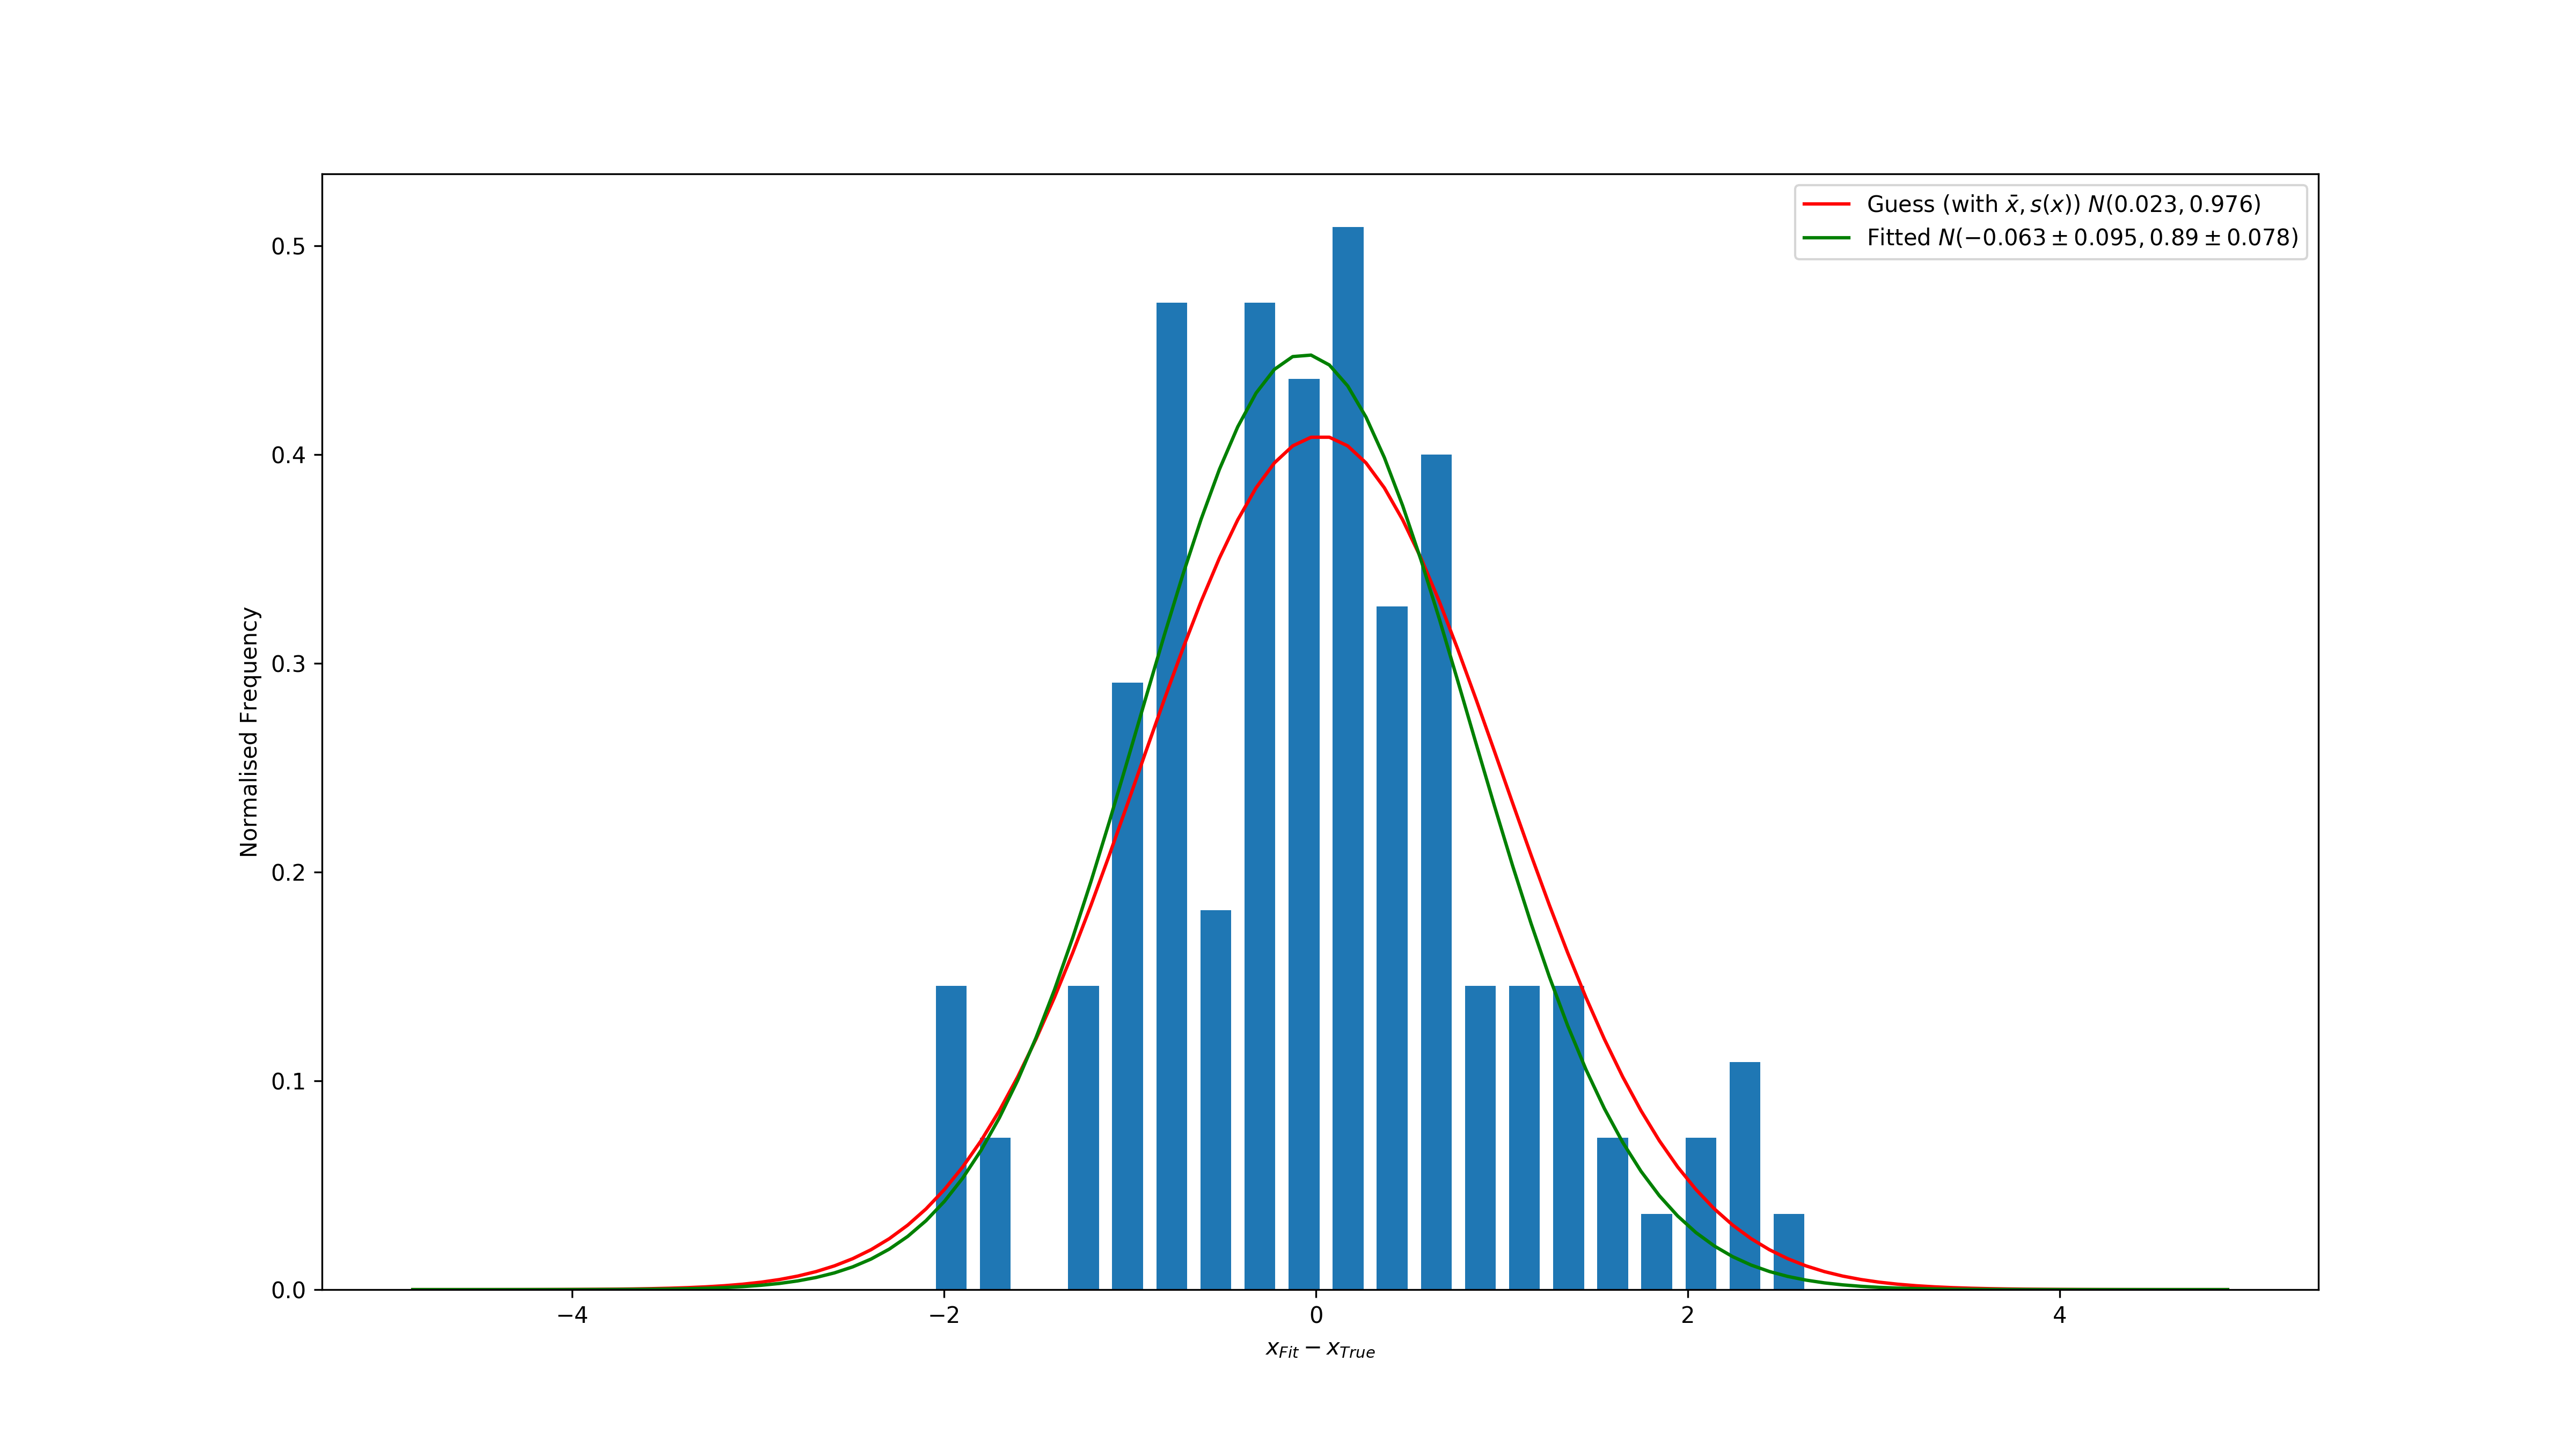 Guess (with x̄, s(x)) N(0.023, 0.976)
Fitted N(−0.063 ± 0.095, 0.89 ± 0.078)
Normalised Frequency
0.5
0.4
0.3
0.2
0.1
0.0
−4 −2 0 2 4
x_Fit − x_True